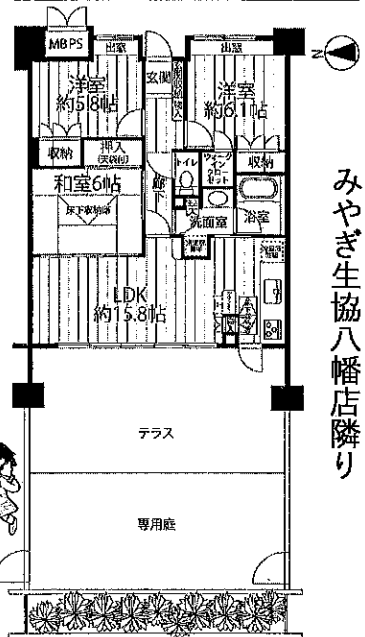 MBPS
出窓
出窓
N
洋室
約5.8帖
玄関
洋室
約6.1帖
収納
押入
(天袋付)
トイレ
ウォーク
イン
クロー
ゼット
収納
和室6帖
床下収納庫
廊下
洗面室
浴室
LDK
約15.8帖
テラス
専用庭
みやぎ生協八幡店隣り